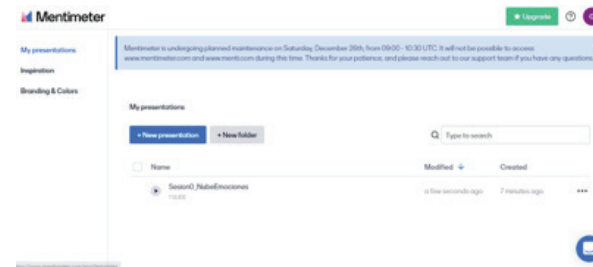 Mentimeter
★ Upgrade
My presentations
Inspiration
Branding & Colors
Mentimeter is undergoing planned maintenance on Saturday, December 26th, from 09:00 - 10:30 UTC. It will not be possible to access
www.mentimeter.com and www.menti.com during this time. Thanks for your patience, and please reach out to our support team if you have any questions.
My presentations
+ New presentation
+ New folder
Type to search
Name
Modified
Created
Sesion0_NubeEmociones
a few seconds ago
7 minutes ago